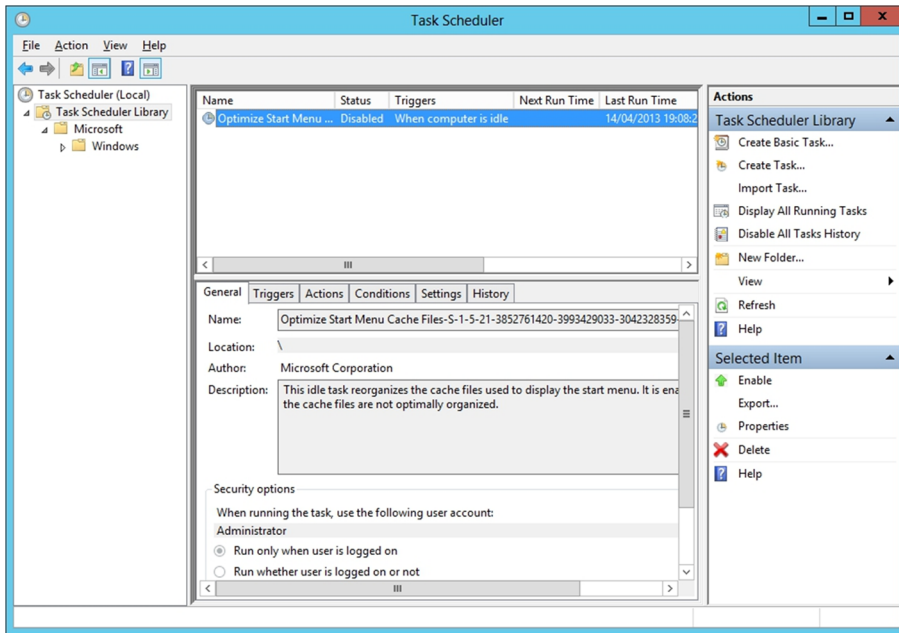 Task Scheduler
File Action View Help
Task Scheduler (Local)
Task Scheduler Library
Microsoft
Windows
Name Status Triggers Next Run Time Last Run Time
Optimize Start Menu ... Disabled When computer is idle 14/04/2013 19:08:2
General Triggers Actions Conditions Settings History
Name: Optimize Start Menu Cache Files-S-1-5-21-3852761420-3993429033-3042328359-
Location: \
Author: Microsoft Corporation
Description: This idle task reorganizes the cache files used to display the start menu. It is ena
the cache files are not optimally organized.
Security options
When running the task, use the following user account:
Administrator
Run only when user is logged on
Run whether user is logged on or not
Actions
Task Scheduler Library
Create Basic Task...
Create Task...
Import Task...
Display All Running Tasks
Disable All Tasks History
New Folder...
View
Refresh
Help
Selected Item
Enable
Export...
Properties
Delete
Help